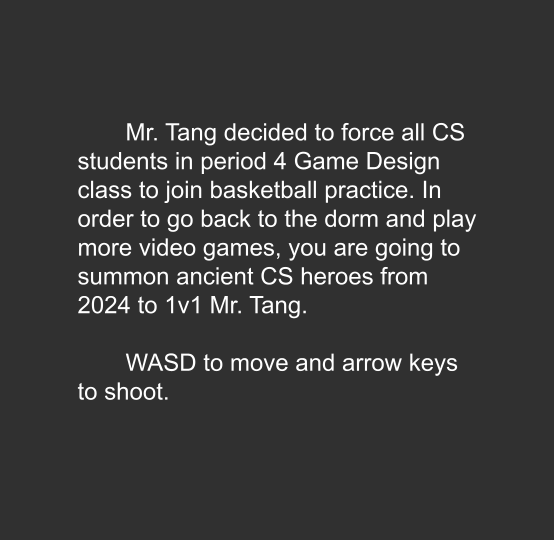 Mr. Tang decided to force all CS
students in period 4 Game Design
class to join basketball practice. In
order to go back to the dorm and play
more video games, you are going to
summon ancient CS heroes from
2024 to 1v1 Mr. Tang.
WASD to move and arrow keys
to shoot.